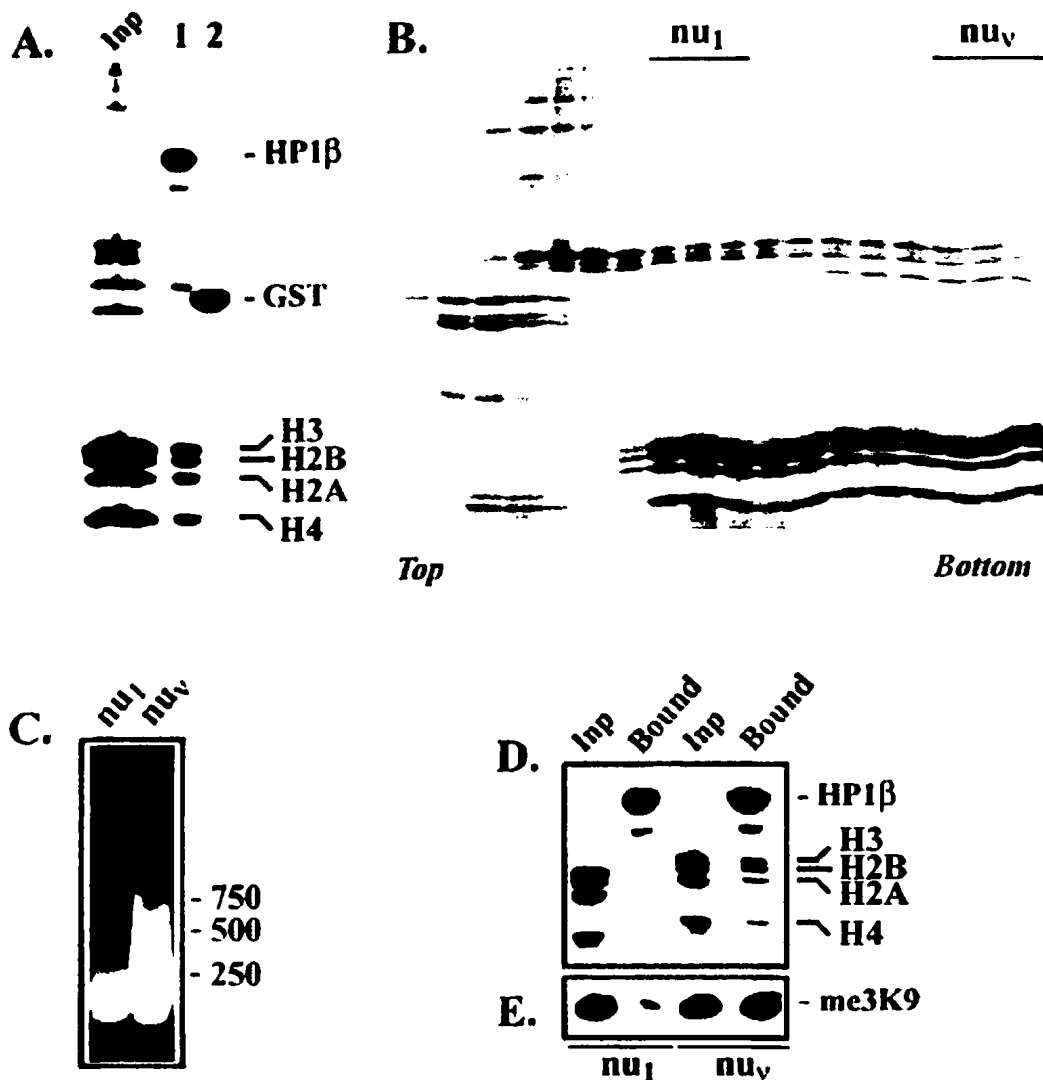 A.
Inp 1 2
- HP1β
- GST
H3
H2B
H2A
H4
B.
nu1 nuv
Top Bottom
C.
nu1 nuv
- 750
- 500
- 250
D.
Inp Bound Inp Bound
- HP1β
H3
H2B
H2A
H4
E.
- me3K9
nu1 nuv